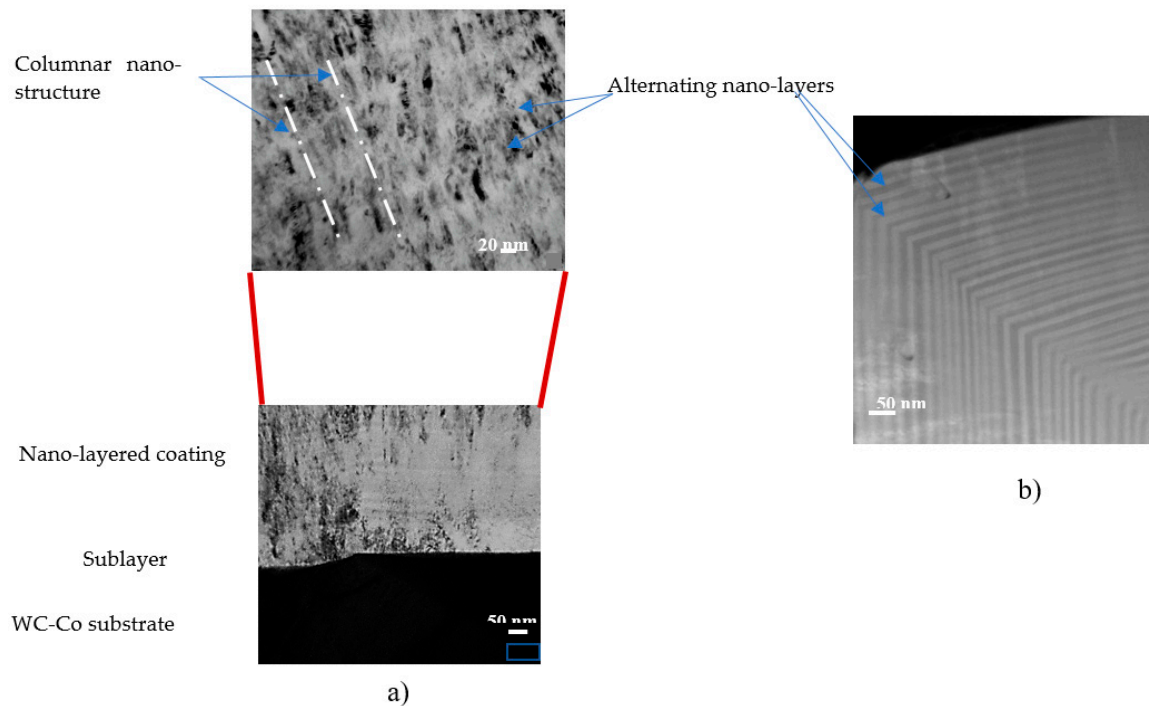 Columnar nano-
structure
Alternating nano-layers
20 nm
50 nm
b)
Nano-layered coating
Sublayer
WC-Co substrate
50 nm
a)